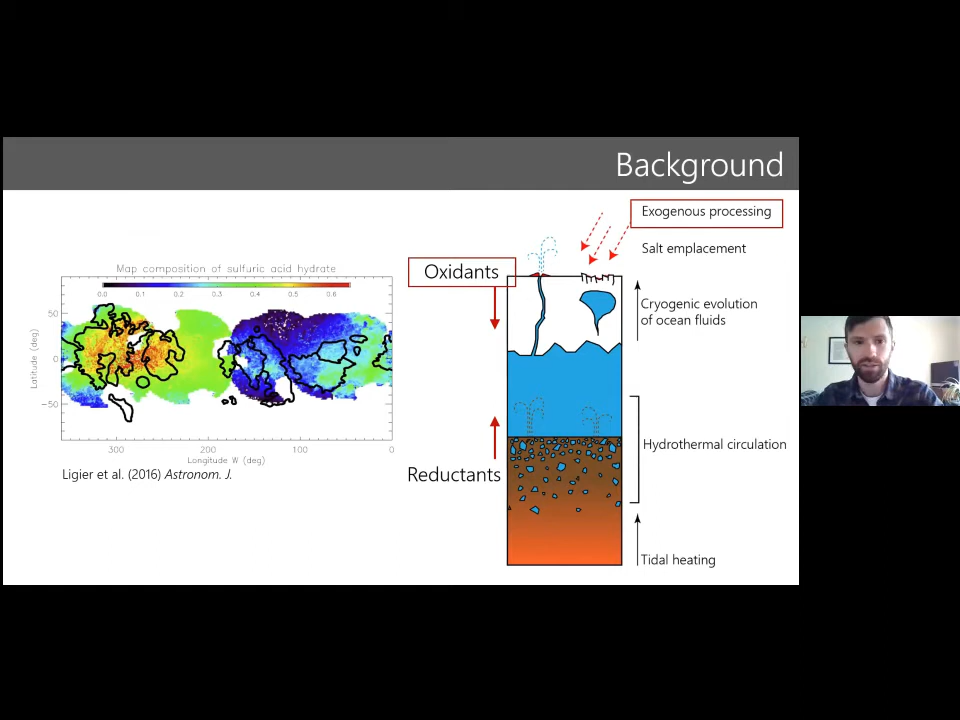 Background
Map composition of sulfuric acid hydrate
0.0 0.1 0.2 0.3 0.4 0.5 0.6
50
0
-50
Latitude (deg)
300 200 100 0
Longitude W (deg)
Ligier et al. (2016) Astronom. J.
Oxidants
Reductants
Exogenous processing
Salt emplacement
Cryogenic evolution
of ocean fluids
Hydrothermal circulation
Tidal heating